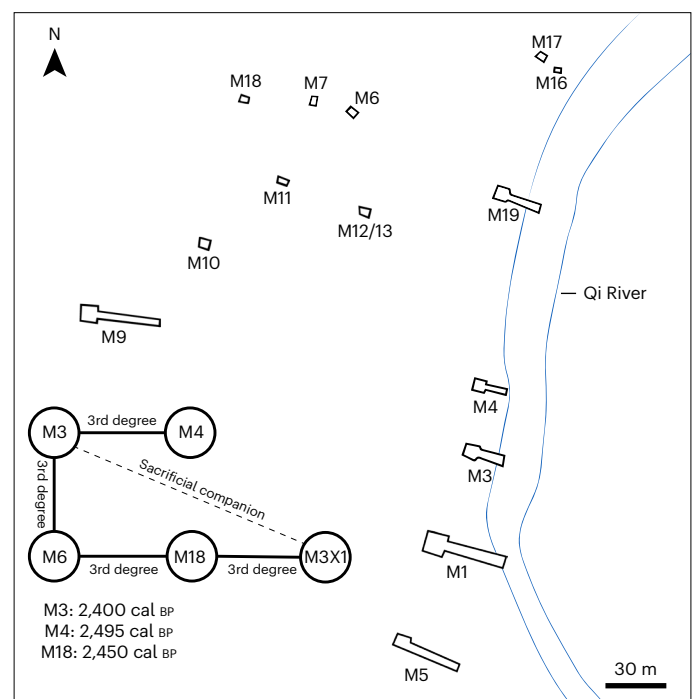 N
M17
M16
M18
M7
M6
M11
M12/13
M10
M19
M9
Qi River
M4
M3
M1
M5
M3
3rd degree
M4
3rd degree
Sacrificial companion
M6
3rd degree
M18
3rd degree
M3X1
M3: 2,400 cal BP
M4: 2,495 cal BP
M18: 2,450 cal BP
30 m